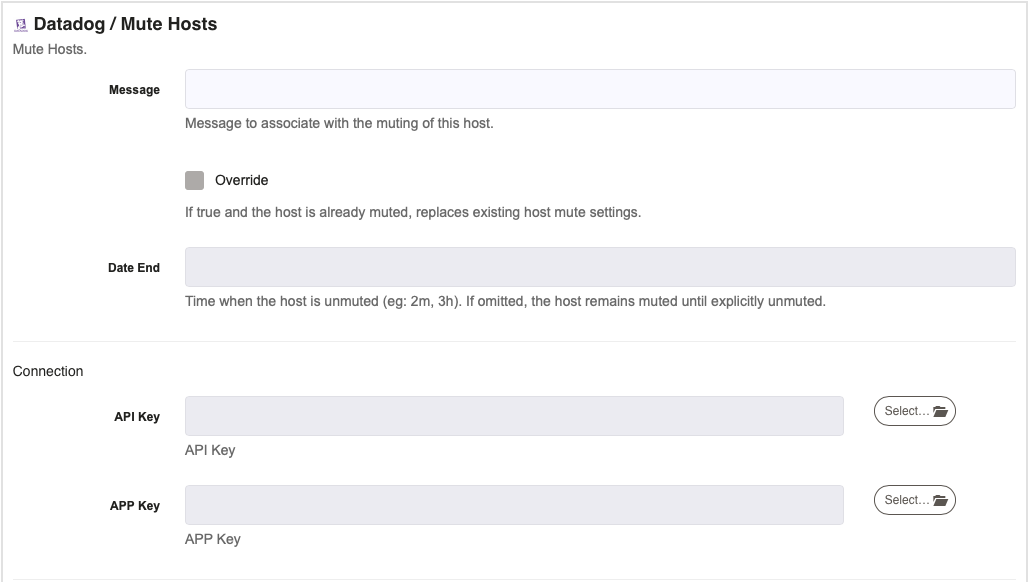 Datadog / Mute Hosts
Mute Hosts.
Message
Message to associate with the muting of this host.
Override
If true and the host is already muted, replaces existing host mute settings.
Date End
Time when the host is unmuted (eg: 2m, 3h). If omitted, the host remains muted until explicitly unmuted.
Connection
API Key
Select...
API Key
APP Key
Select...
APP Key